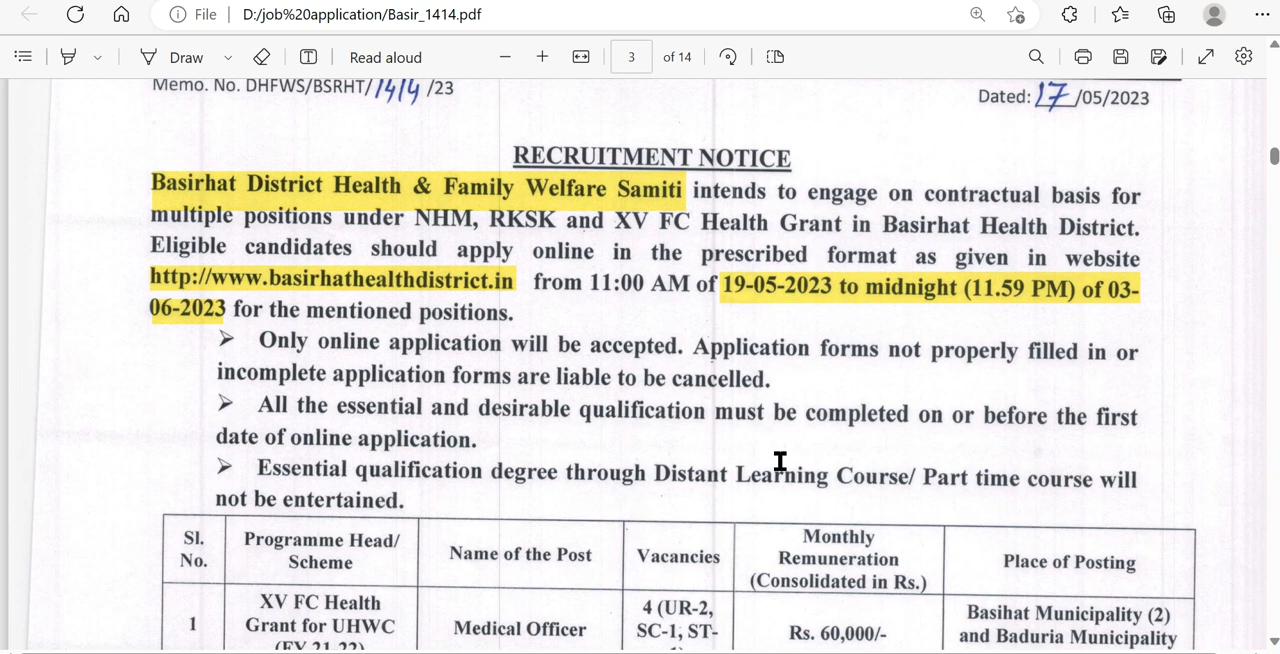 File D:/job%20application/Basir_1414.pdf
Draw Read aloud 3 of 14
Memo. No. DHFWS/BSRHT/1414/23 Dated: 17/05/2023
RECRUITMENT NOTICE
Basirhat District Health & Family Welfare Samiti intends to engage on contractual basis for
multiple positions under NHM, RKSK and XV FC Health Grant in Basirhat Health District.
Eligible candidates should apply online in the prescribed format as given in website
http://www.basirhathealthdistrict.in from 11:00 AM of 19-05-2023 to midnight (11.59 PM) of 03-
06-2023 for the mentioned positions.
➢ Only online application will be accepted. Application forms not properly filled in or
incomplete application forms are liable to be cancelled.
➢ All the essential and desirable qualification must be completed on or before the first
date of online application.
➢ Essential qualification degree through Distant Learning Course/ Part time course will
not be entertained.
Sl. No. Programme Head/ Scheme Name of the Post Vacancies Monthly Remuneration (Consolidated in Rs.) Place of Posting
1 XV FC Health Grant for UHWC (FY 21-22) Medical Officer 4 (UR-2, SC-1; ST- Rs. 60,000/- Basihat Municipality (2) and Baduria Municipality